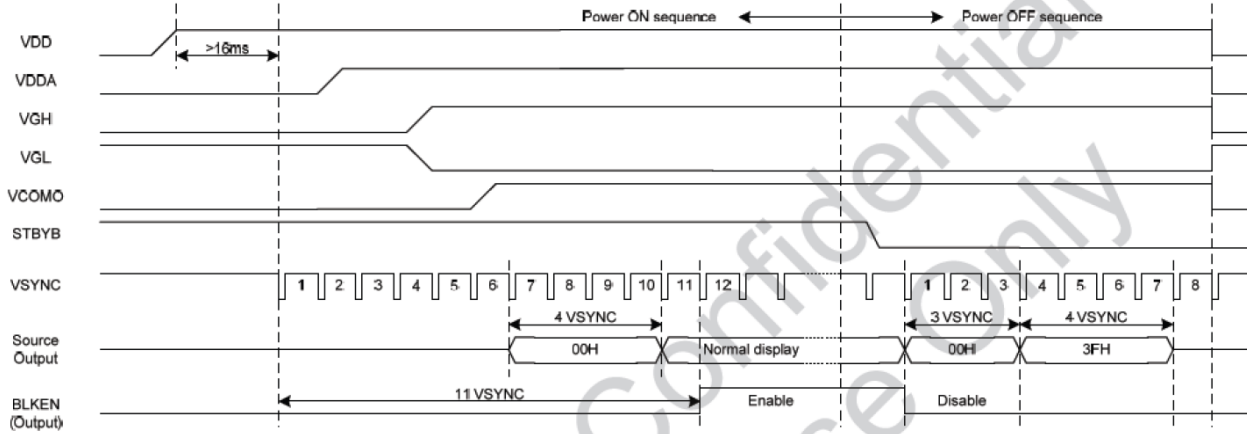 Power ON sequence
Power OFF sequence
VDD
>16ms
VDDA
VGH
VGL
VCOMO
STBYB
VSYNC
1 2 3 4 5 6 7 8 9 10 11 12 1 2 3 4 5 6 7 8
4 VSYNC
3 VSYNC
4 VSYNC
Source
Output
00H
Normal display
00H
3FH
11 VSYNC
BLKEN
(Output)
Enable
Disable
Confidential
Use Only